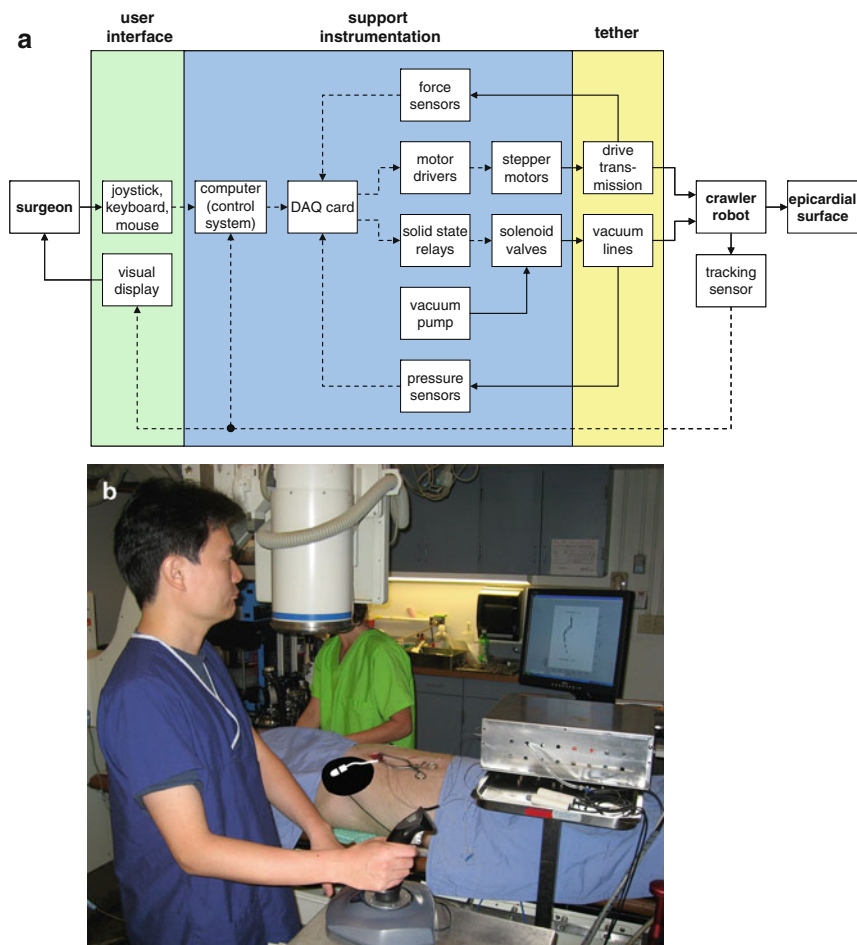 a
user
interface
support
instrumentation
tether
force
sensors
motor
drivers
stepper
motors
drive
trans-
mission
surgeon
joystick,
keyboard,
mouse
computer
(control
system)
DAQ card
crawler
robot
epicardial
surface
solid state
relays
solenoid
valves
vacuum
lines
visual
display
tracking
sensor
vacuum
pump
pressure
sensors
b